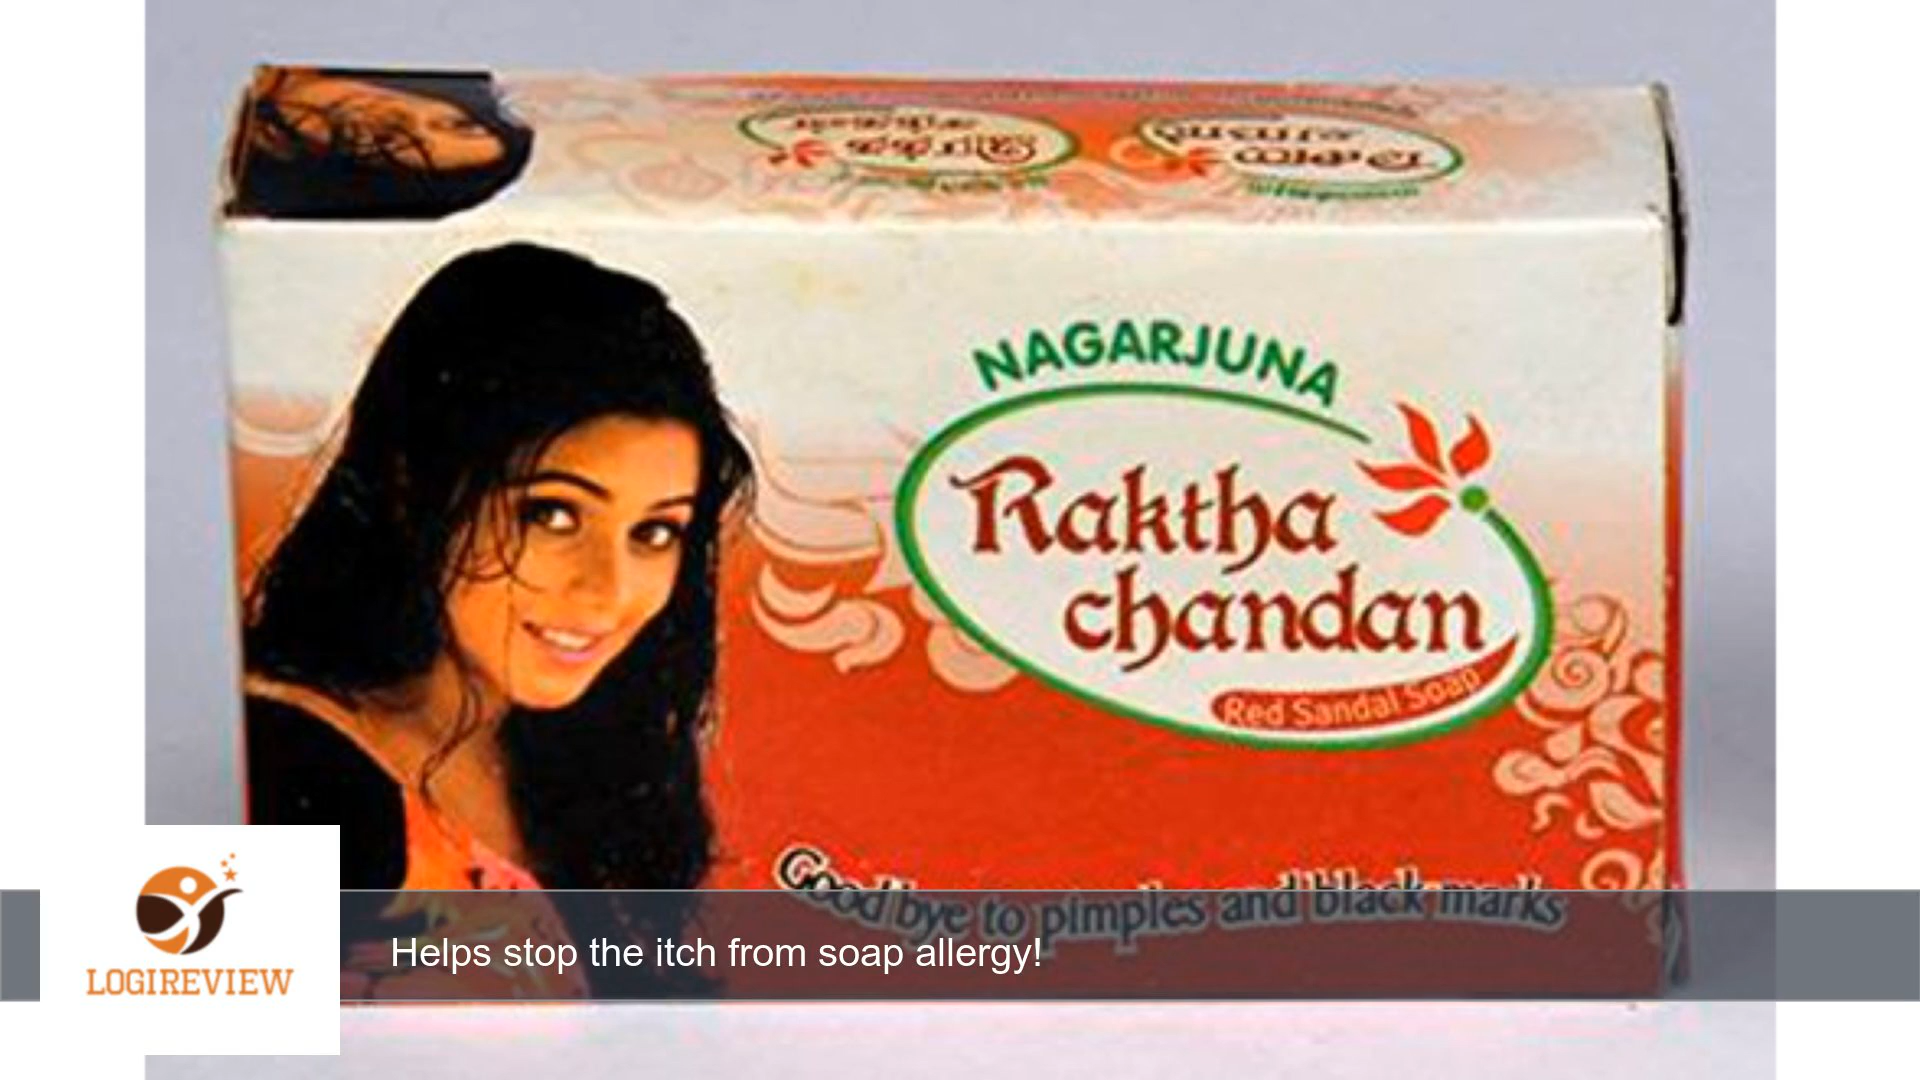 NAGARJUNA
Raktha
chandan
Red Sandal Soap
Good bye to pimples and black marks
Helps stop the itch from soap allergy!
LOGIREVIEW